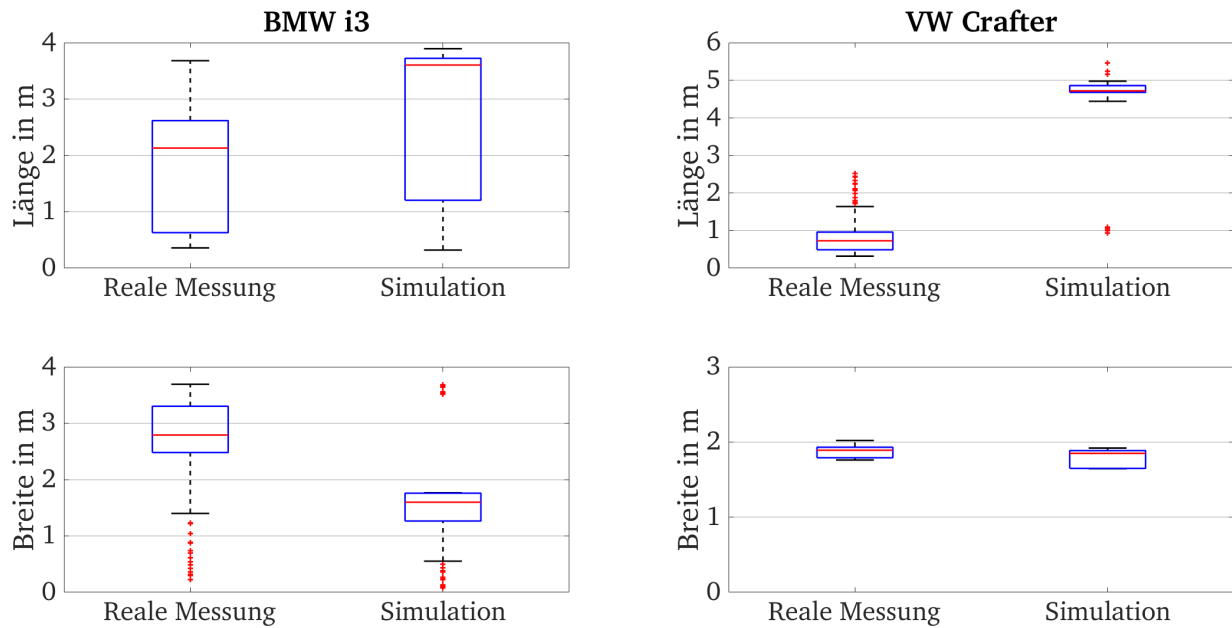 BMW i3
VW Crafter
Länge in m
4
3
2
1
0
Reale Messung
Simulation
Länge in m
6
5
4
3
2
1
0
Reale Messung
Simulation
Breite in m
4
3
2
1
0
Reale Messung
Simulation
Breite in m
3
2
1
0
Reale Messung
Simulation